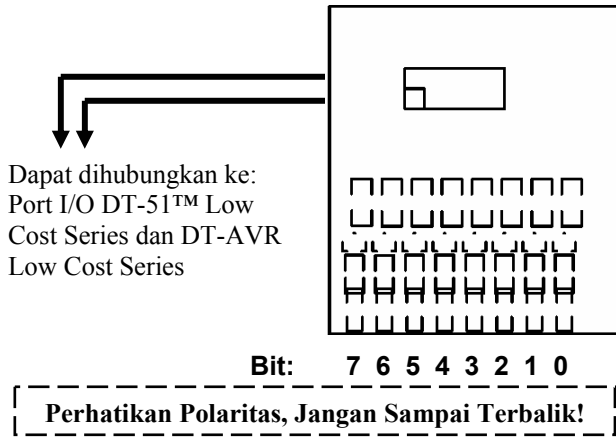 Dapat dihubungkan ke:
Port I/O DT-51™ Low
Cost Series dan DT-AVR
Low Cost Series
Bit: 7 6 5 4 3 2 1 0
Perhatikan Polaritas, Jangan Sampai Terbalik!